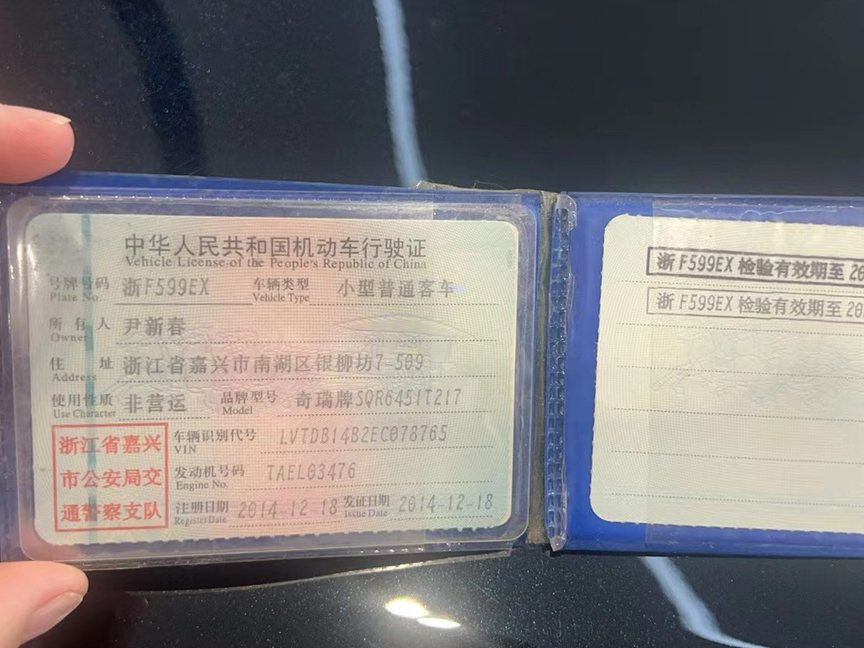 中华人民共和国机动车行驶证
Vehicle License of the People's Republic of China
号牌号码 浙F599EX 车辆类型 小型普通客车
Plate No. Vehicle Type
所有人 尹新春
Owner
住址 浙江省嘉兴市南湖区银柳坊7-509
Address
使用性质 非营运 品牌型号 奇瑞牌SQR6451T217
Use Character Model
浙江省嘉兴
市公安局交
通警察支队
车辆识别代号 LVTDB14B2EC078765
VIN
发动机号码 TAELG3476
Engine No.
注册日期 2014-12-18 发证日期 2014-12-18
Register Date Issue Date
浙F599EX 检验有效期至 20
浙F599EX 检验有效期至 20